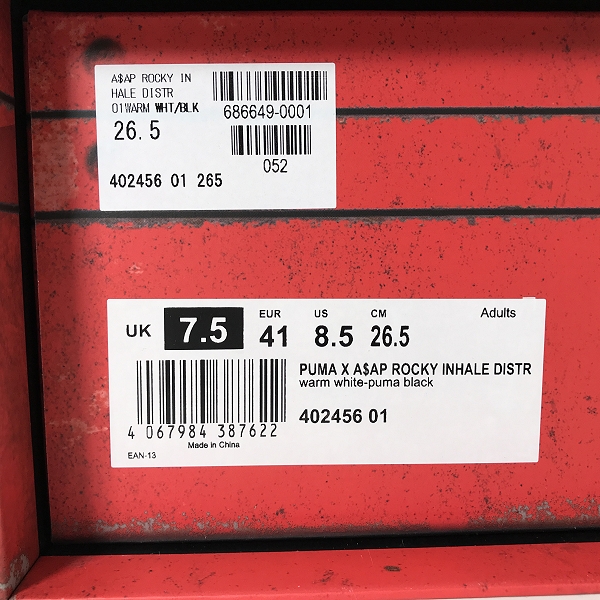 A$AP ROCKY IN
HALE DISTR
01WARM WHT/BLK
686649-0001
26.5
052
402456 01 265
UK 7.5 EUR 41 US 8.5 CM 26.5 Adults
PUMA X A$AP ROCKY INHALE DISTR
warm white-puma black
402456 01
4 067984 387622
Made in China
EAN-13